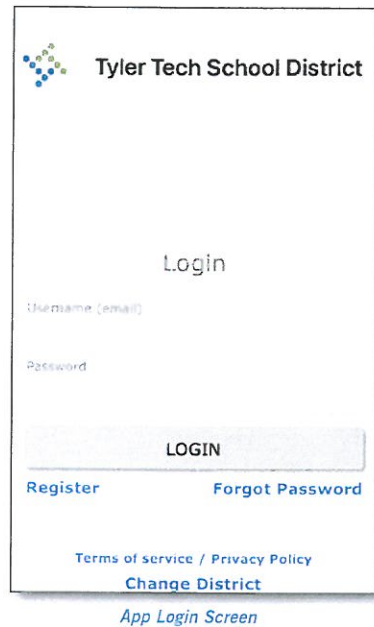 Tyler Tech School District
Login
Username (email)
Password
LOGIN
Register Forgot Password
Terms of service / Privacy Policy
Change District
App Login Screen